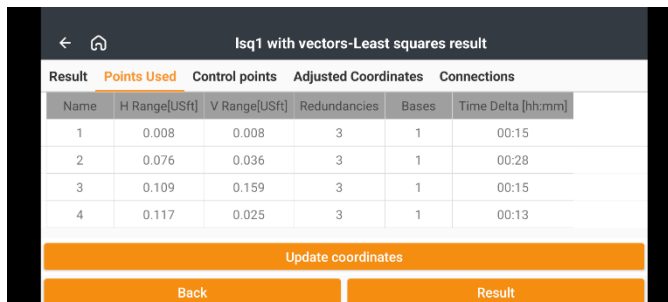 lsq1 with vectors-Least squares result
Result Points Used Control points Adjusted Coordinates Connections
Name H Range[USft] V Range[USft] Redundancies Bases Time Delta [hh:mm]
1 0.008 0.008 3 1 00:15
2 0.076 0.036 3 1 00:28
3 0.109 0.159 3 1 00:15
4 0.117 0.025 3 1 00:13
Update coordinates
Back Result